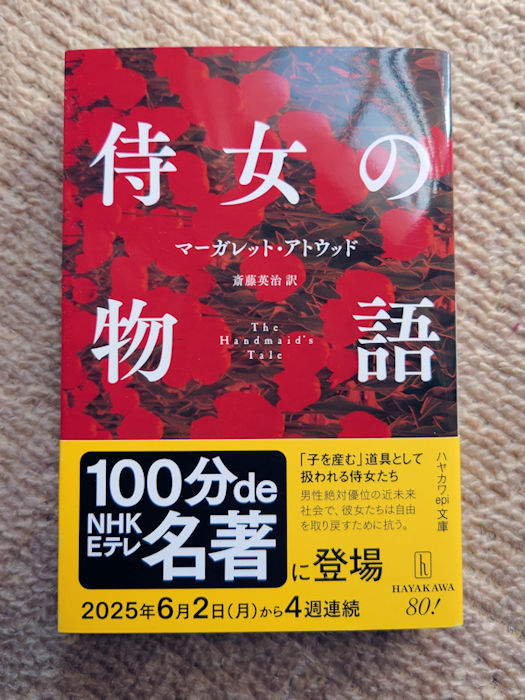 侍女の
マーガレット・アトウッド
斎藤英治 訳
物語
The
Handmaid's
Tale
100分de
NHK
Eテレ
名著
に登場
2025年6月2日(月)から4週連続
「子を産む」道具として
扱われる侍女たち
男性絶対優位の近未来
社会で、彼女たちは自由
を取り戻すために抗う。
ハヤカワepi文庫
h
HAYAKAWA
80!